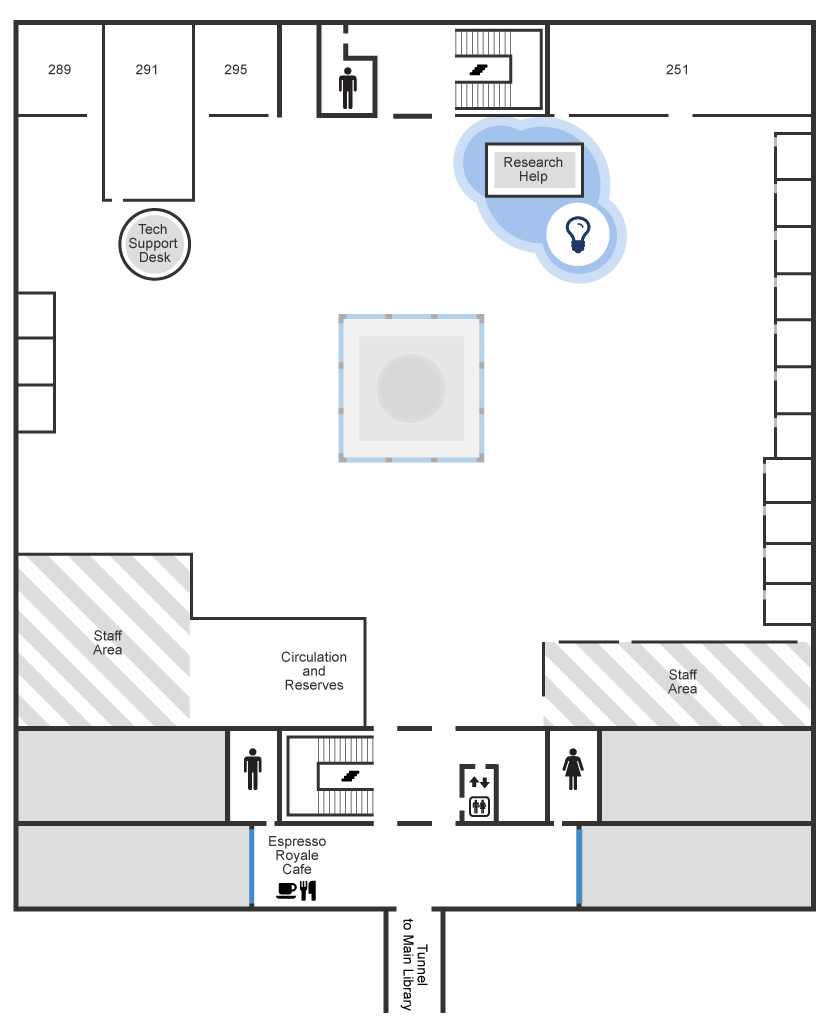 289
291
295
251
Research
Help
Tech
Support
Desk
Staff
Area
Circulation
and
Reserves
Staff
Area
Espresso
Royale
Cafe
Tunnel
to Main Library